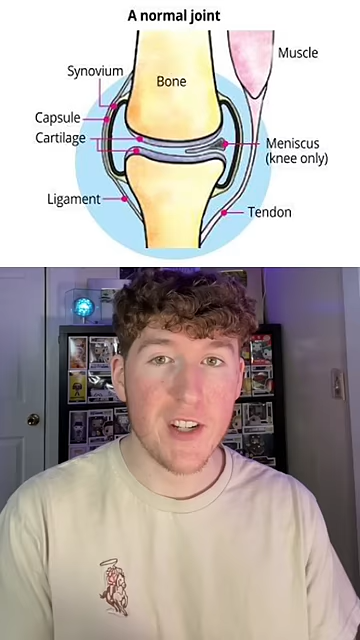 A normal joint
Muscle
Synovium
Bone
Capsule
Cartilage
Meniscus
(knee only)
Ligament
Tendon